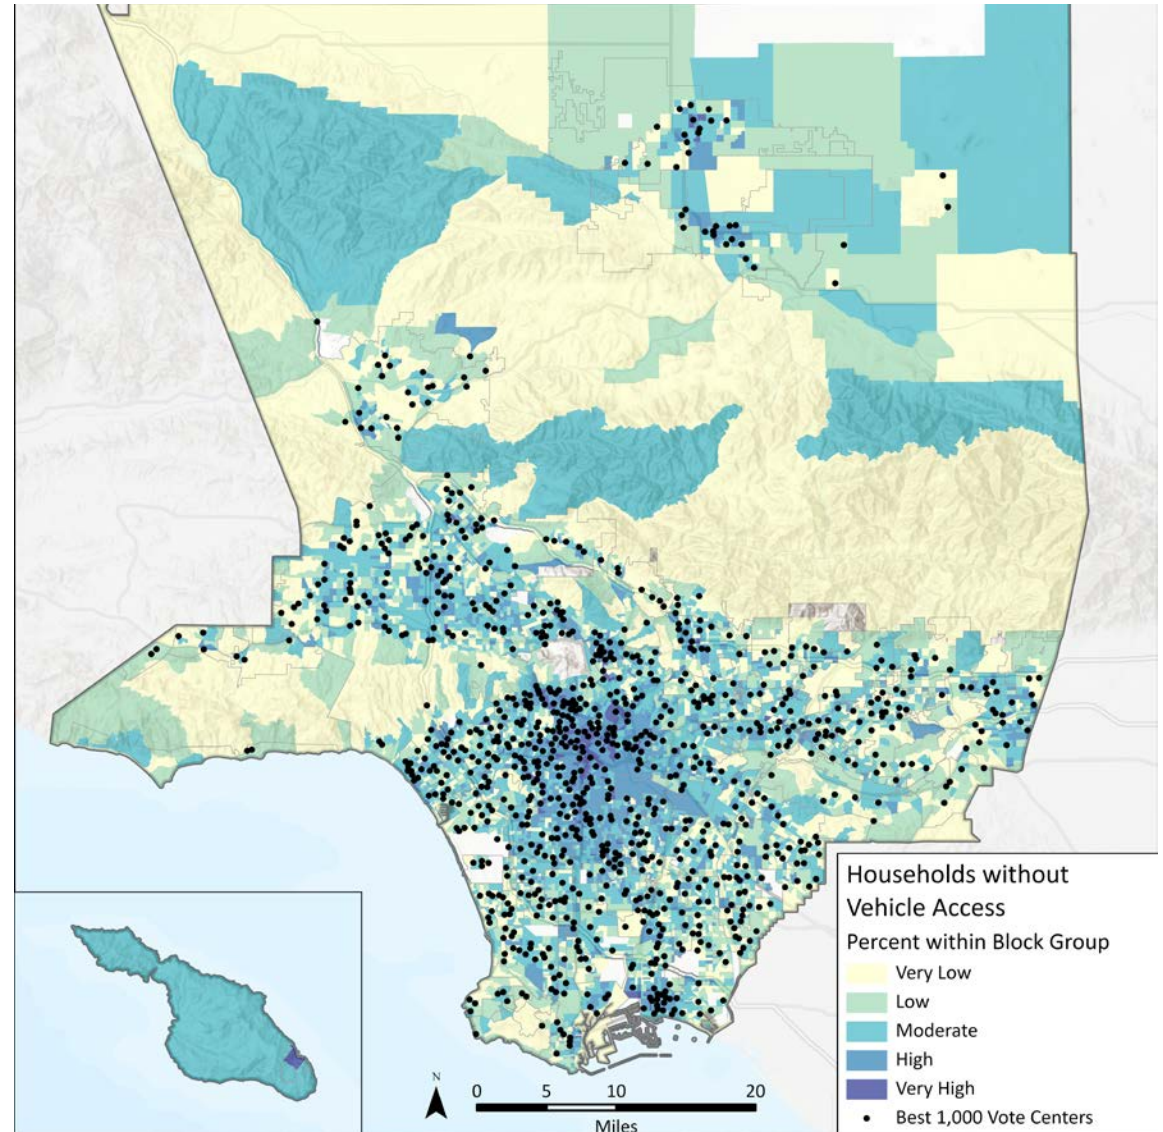 Households without
Vehicle Access
Percent within Block Group
Very Low
Low
Moderate
High
Very High
Best 1,000 Vote Centers
N
0 5 10 20
Miles